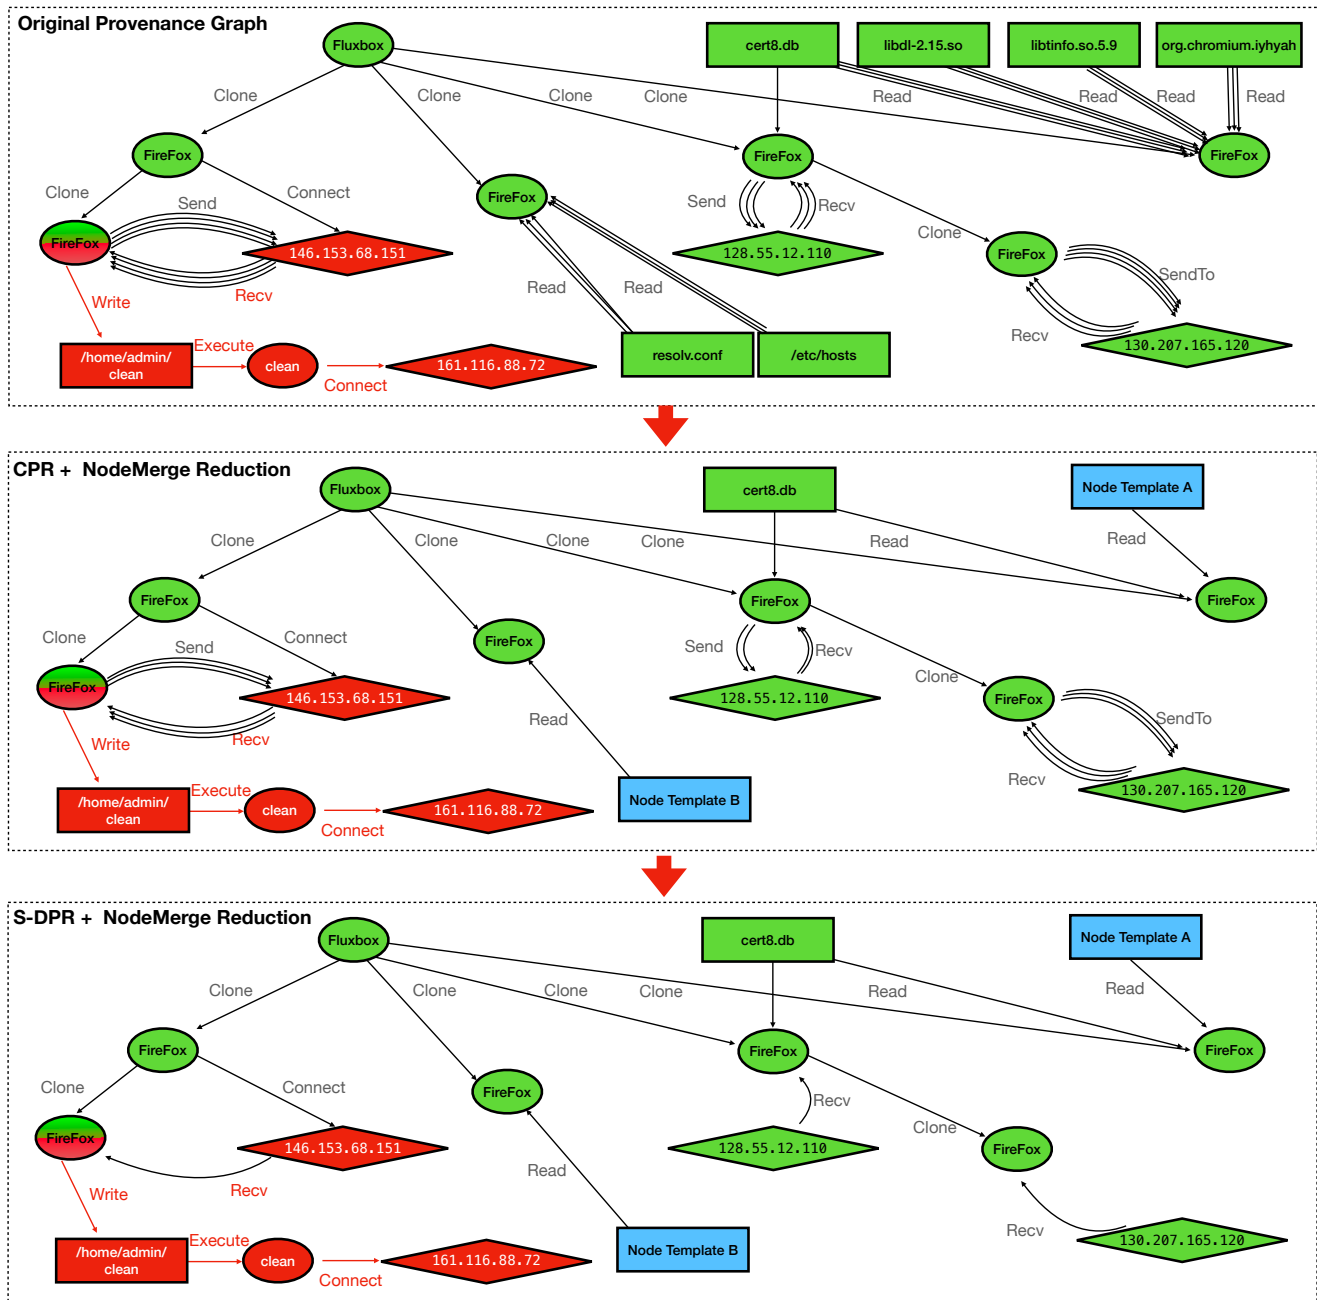 Original Provenance Graph
Fluxbox
cert8.db
libdl-2.15.so
libtinfo.so.5.9
org.chromium.iyhyah
Clone
Clone
Clone
Clone
Read
Read
Read
Read
FireFox
FireFox
FireFox
FireFox
Clone
Send
Connect
Send
Recv
Clone
FireFox
146.153.68.151
128.55.12.110
FireFox
SendTo
Write
Recv
Read
Read
Recv
/home/admin/
clean
Execute
clean
161.116.88.72
Connect
resolv.conf
/etc/hosts
130.207.165.120
CPR + NodeMerge Reduction
Fluxbox
cert8.db
Node Template A
Clone
Clone
Clone
Clone
Read
Read
FireFox
FireFox
FireFox
FireFox
Clone
Send
Connect
Send
Recv
Clone
FireFox
146.153.68.151
128.55.12.110
FireFox
SendTo
Write
Recv
Read
Recv
/home/admin/
clean
Execute
clean
161.116.88.72
Connect
Node Template B
130.207.165.120
S-DPR + NodeMerge Reduction
Fluxbox
cert8.db
Node Template A
Clone
Clone
Clone
Clone
Read
Read
FireFox
FireFox
FireFox
FireFox
Clone
Connect
Recv
Clone
FireFox
146.153.68.151
128.55.12.110
FireFox
Write
Recv
Read
Recv
/home/admin/
clean
Execute
clean
161.116.88.72
Connect
Node Template B
130.207.165.120